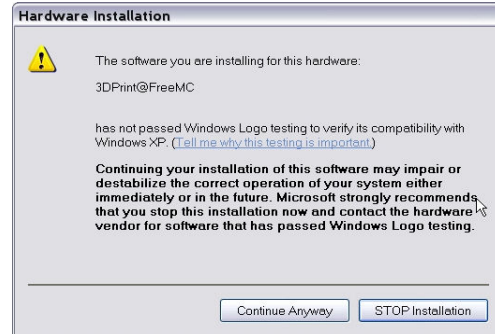 Hardware Installation
The software you are installing for this hardware:
3DPrint@FreeMC
has not passed Windows Logo testing to verify its compatibility with
Windows XP. (Tell me why this testing is important.)
Continuing your installation of this software may impair or
destabilize the correct operation of your system either
immediately or in the future. Microsoft strongly recommends
that you stop this installation now and contact the hardware
vendor for software that has passed Windows Logo testing.
Continue Anyway
STOP Installation